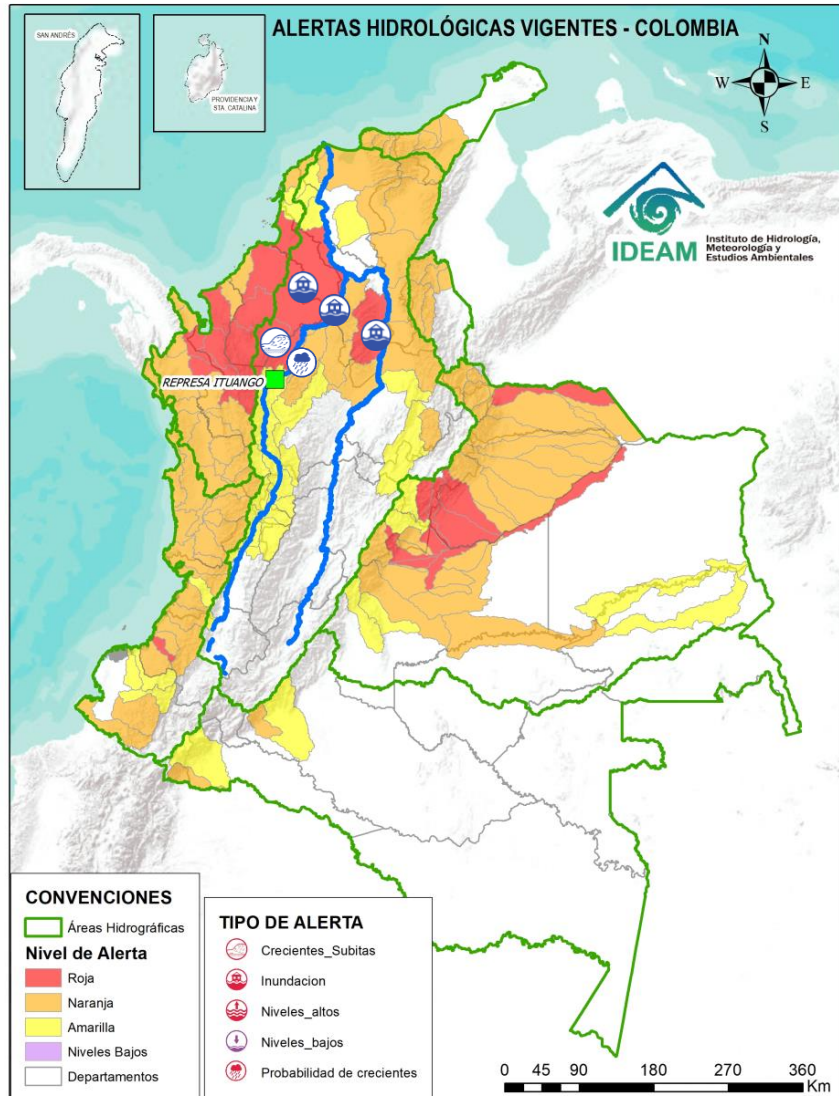 ALERTAS HIDROLÓGICAS VIGENTES - COLOMBIA
SAN ANDRÉS
PROVIDENCIA Y
STA. CATALINA
N
W
E
S
IDEAM
Instituto de Hidrología,
Meteorología y
Estudios Ambientales
REPRESA ITUANGO
CONVENCIONES
Áreas Hidrográficas
Nivel de Alerta
Roja
Naranja
Amarilla
Niveles Bajos
Departamentos
TIPO DE ALERTA
Crecientes_Subitas
Inundacion
Niveles_altos
Niveles_bajos
Probabilidad de crecientes
0 45 90 180 270 360
Km